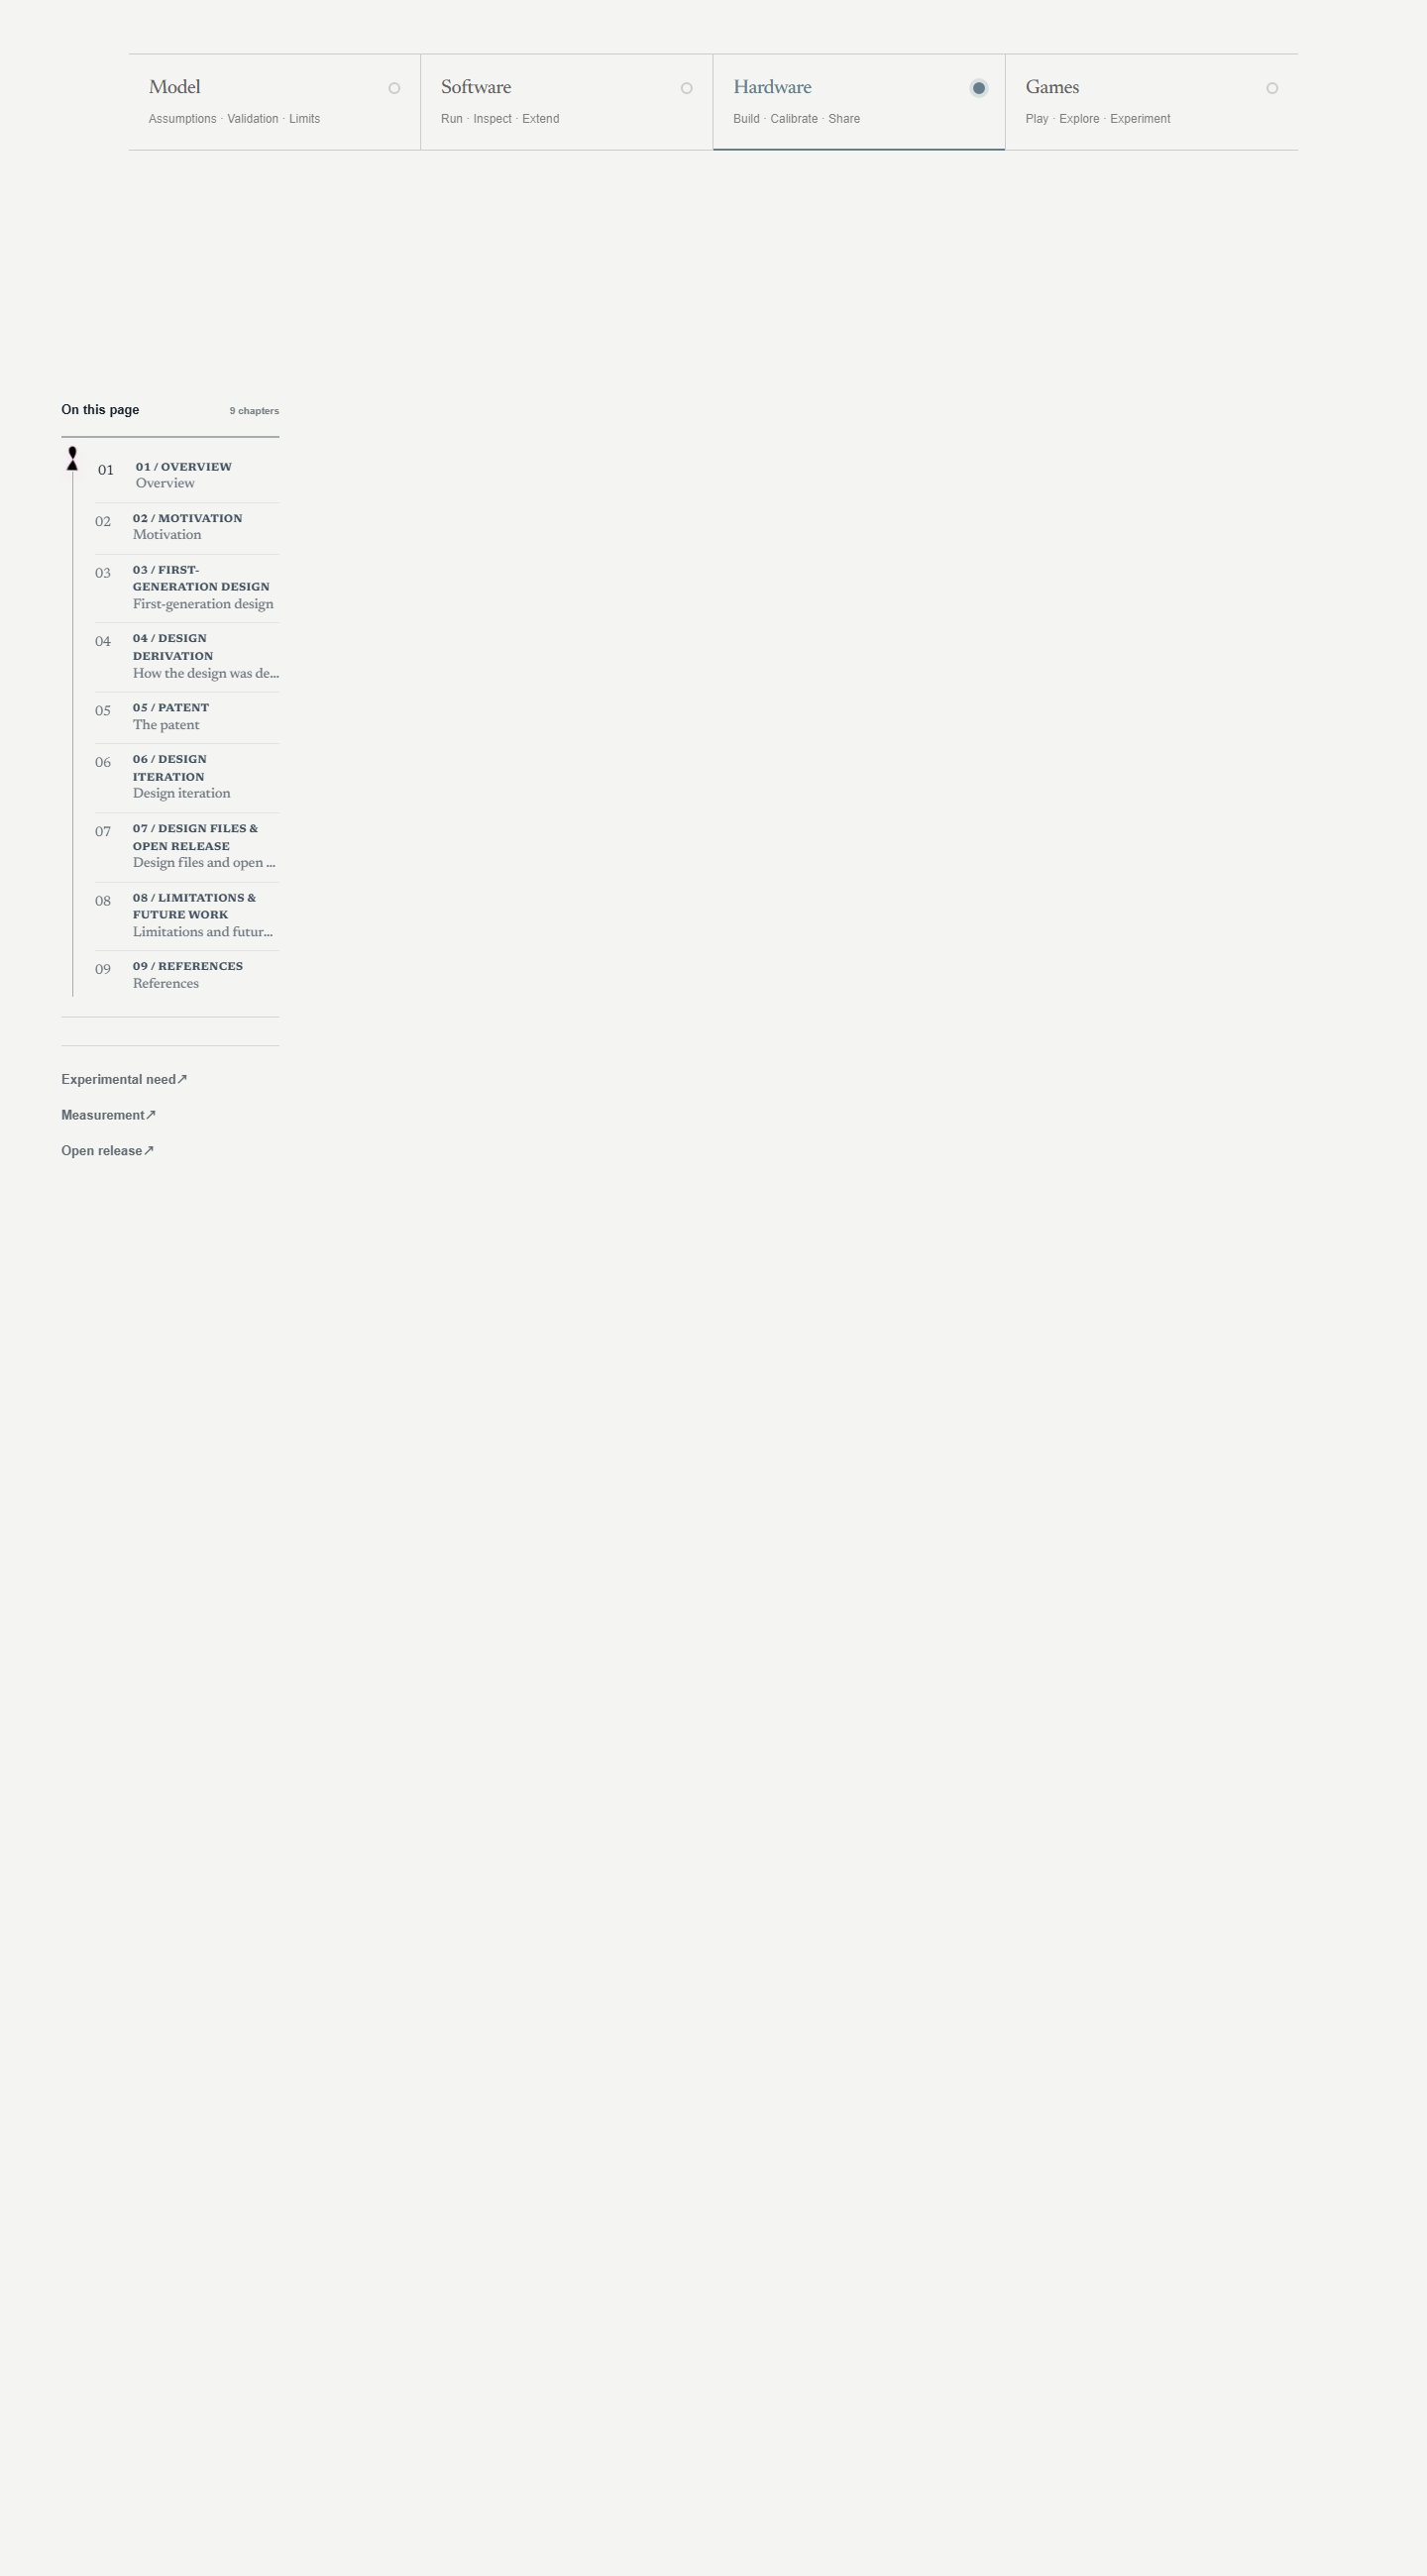 Model
Assumptions · Validation · Limits
Software
Run · Inspect · Extend
Hardware
Build · Calibrate · Share
Games
Play · Explore · Experiment
On this page
9 chapters
01
01 / OVERVIEW
Overview
02
02 / MOTIVATION
Motivation
03
03 / FIRST-
GENERATION DESIGN
First-generation design
04
04 / DESIGN
DERIVATION
How the design was de...
05
05 / PATENT
The patent
06
06 / DESIGN
ITERATION
Design iteration
07
07 / DESIGN FILES &
OPEN RELEASE
Design files and open ...
08
08 / LIMITATIONS &
FUTURE WORK
Limitations and futur...
09
09 / REFERENCES
References
Experimental need↗
Measurement↗
Open release↗